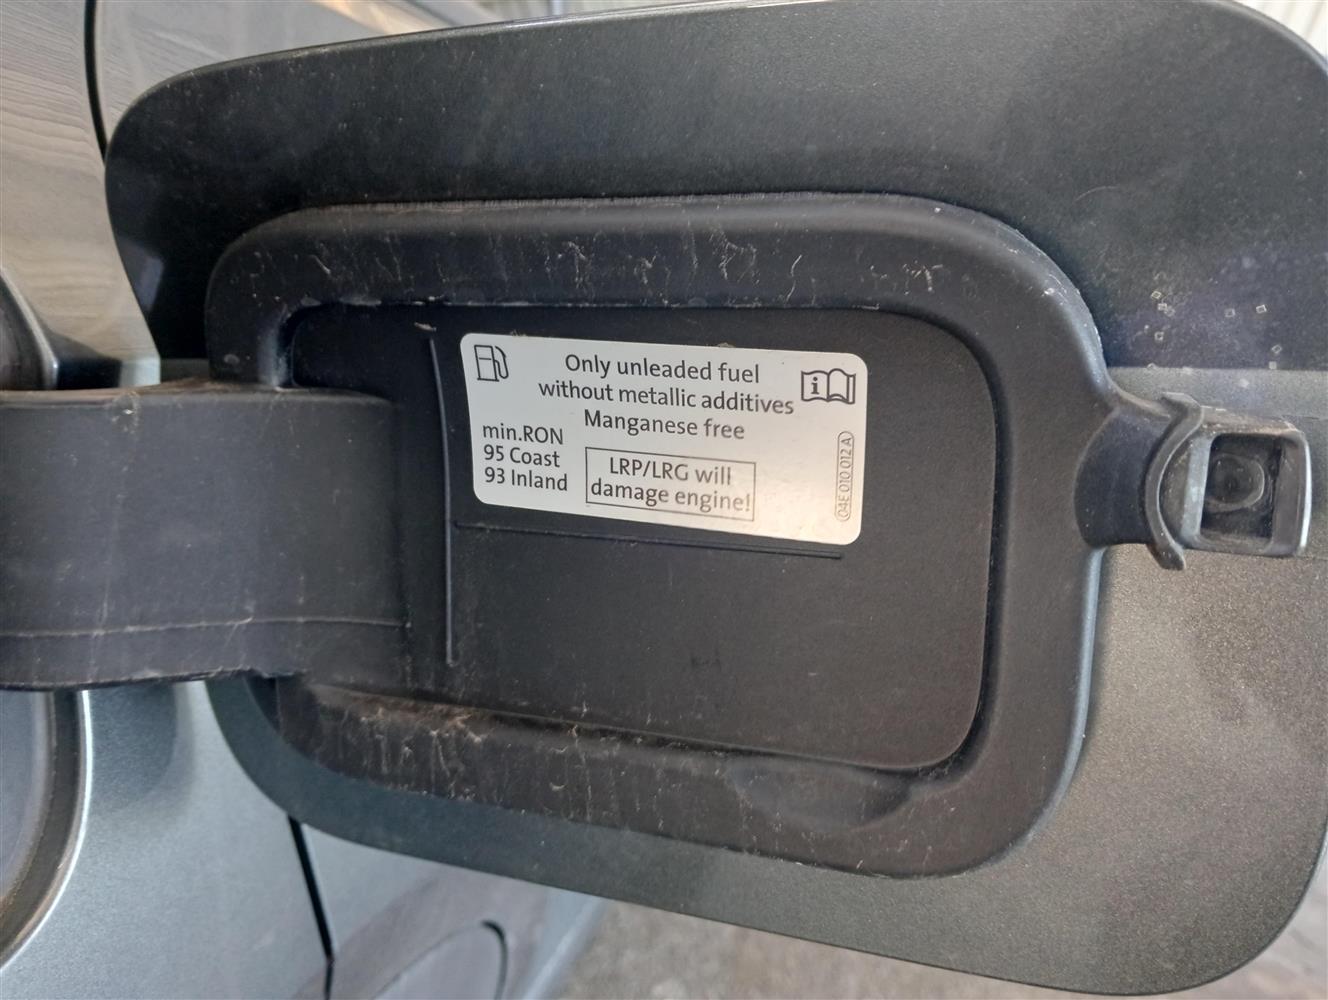 Only unleaded fuel
without metallic additives
Manganese free
min.RON
95 Coast
93 Inland
LRP/LRG will
damage engine!
i
04E 010 012 A